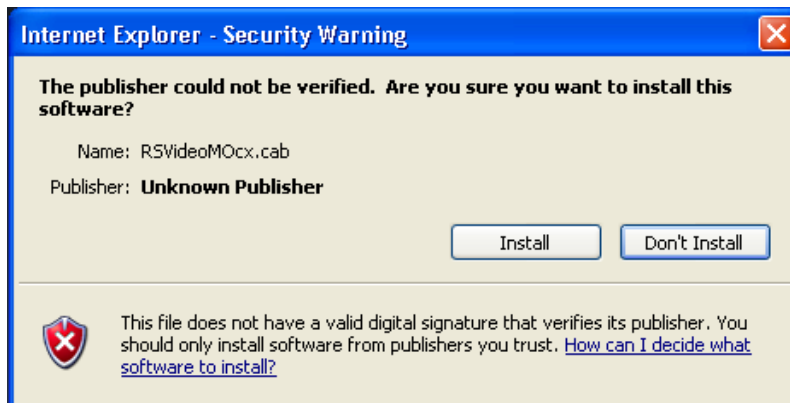 Internet Explorer - Security Warning
The publisher could not be verified. Are you sure you want to install this
software?
Name: RSVideoMOcx.cab
Publisher: Unknown Publisher
Install Don't Install
This file does not have a valid digital signature that verifies its publisher. You
should only install software from publishers you trust. How can I decide what
software to install?